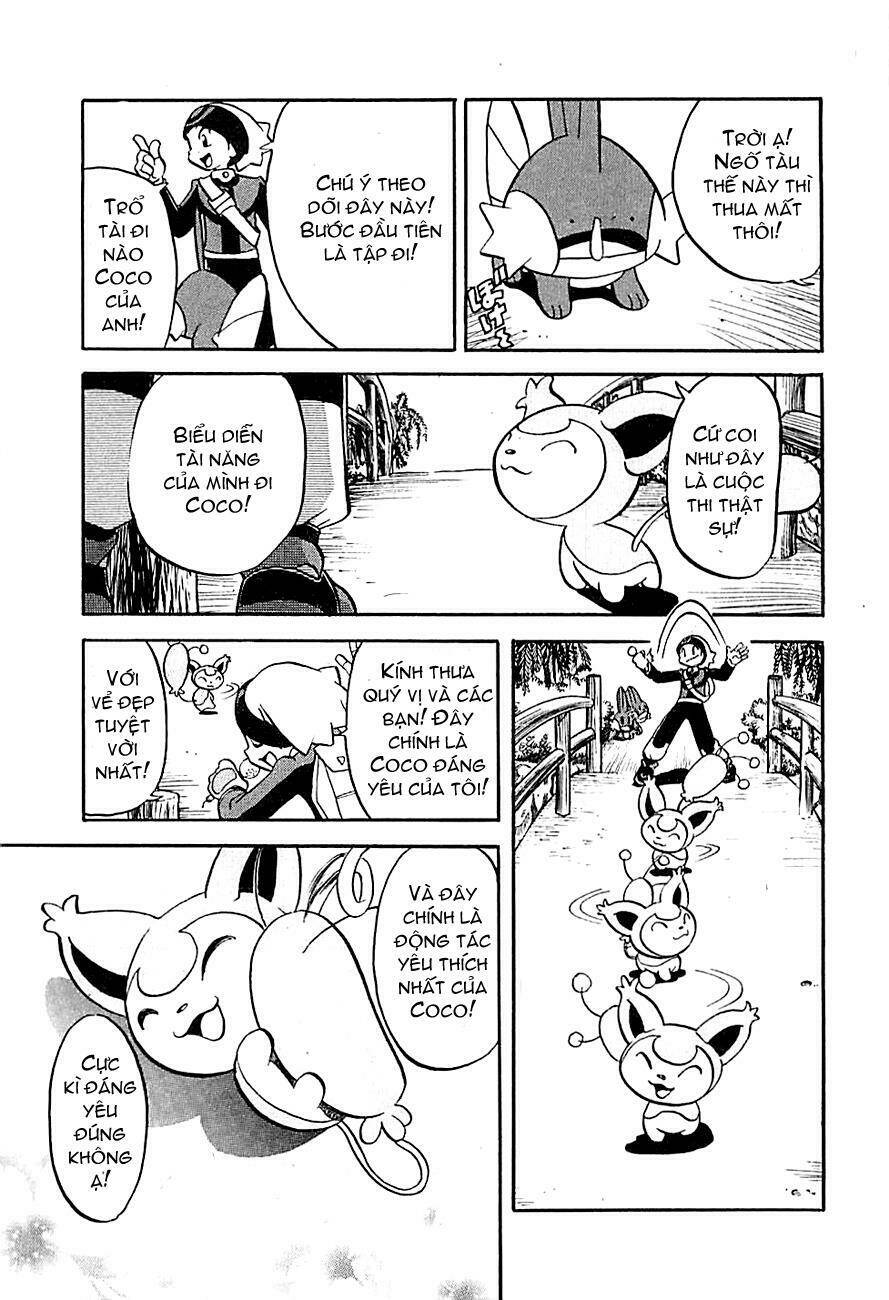 TRỜI Ạ!
NGỐ TÀU
THẾ NÀY THÌ
THUA MẤT
THÔI!
ぼけ〜
CHÚ Ý THEO
DÕI ĐÂY NÀY!
BƯỚC ĐẦU TIÊN
LÀ TẬP ĐI!
TRỔ
TÀI ĐI
NÀO
COCO
CỦA
ANH!
CỨ COI
NHƯ ĐÂY
LÀ CUỘC
THI THẬT
SỰ!
BIỂU DIỄN
TÀI NĂNG
CỦA MÌNH ĐI
COCO!
KÍNH THƯA
QUÝ VỊ VÀ CÁC
BẠN! ĐÂY
CHÍNH LÀ
COCO ĐÁNG
YÊU CỦA TÔI!
VỚI
VẺ ĐẸP
TUYỆT
VỜI
NHẤT!
VÀ ĐÂY
CHÍNH LÀ
ĐỘNG TÁC
YÊU THÍCH
NHẤT CỦA
COCO!
CỰC
KÌ ĐÁNG
YÊU
ĐÚNG
KHÔNG
Ạ!